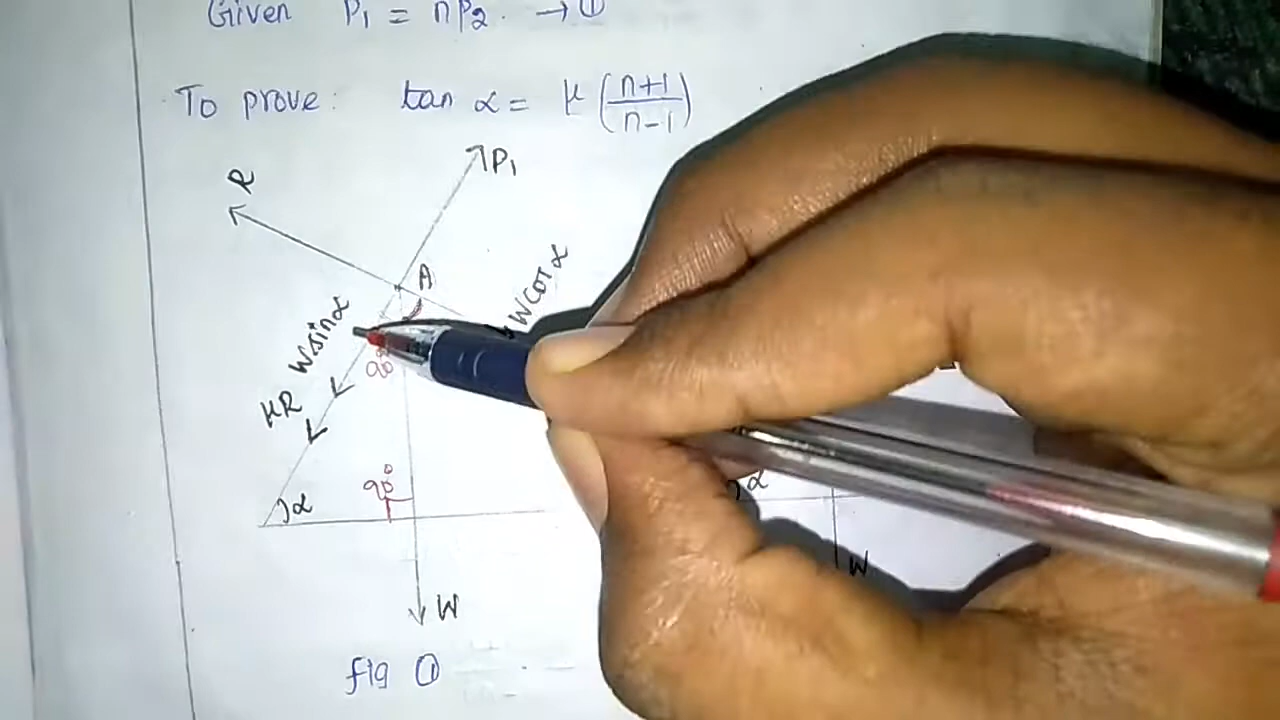 Given P₁ = nP₂. → ①
To prove: tan α = μ (n+1/n-1)
P₁
R
A
W cos α
W sin α
90°
μR
90°
α
α
W
W
fig ①